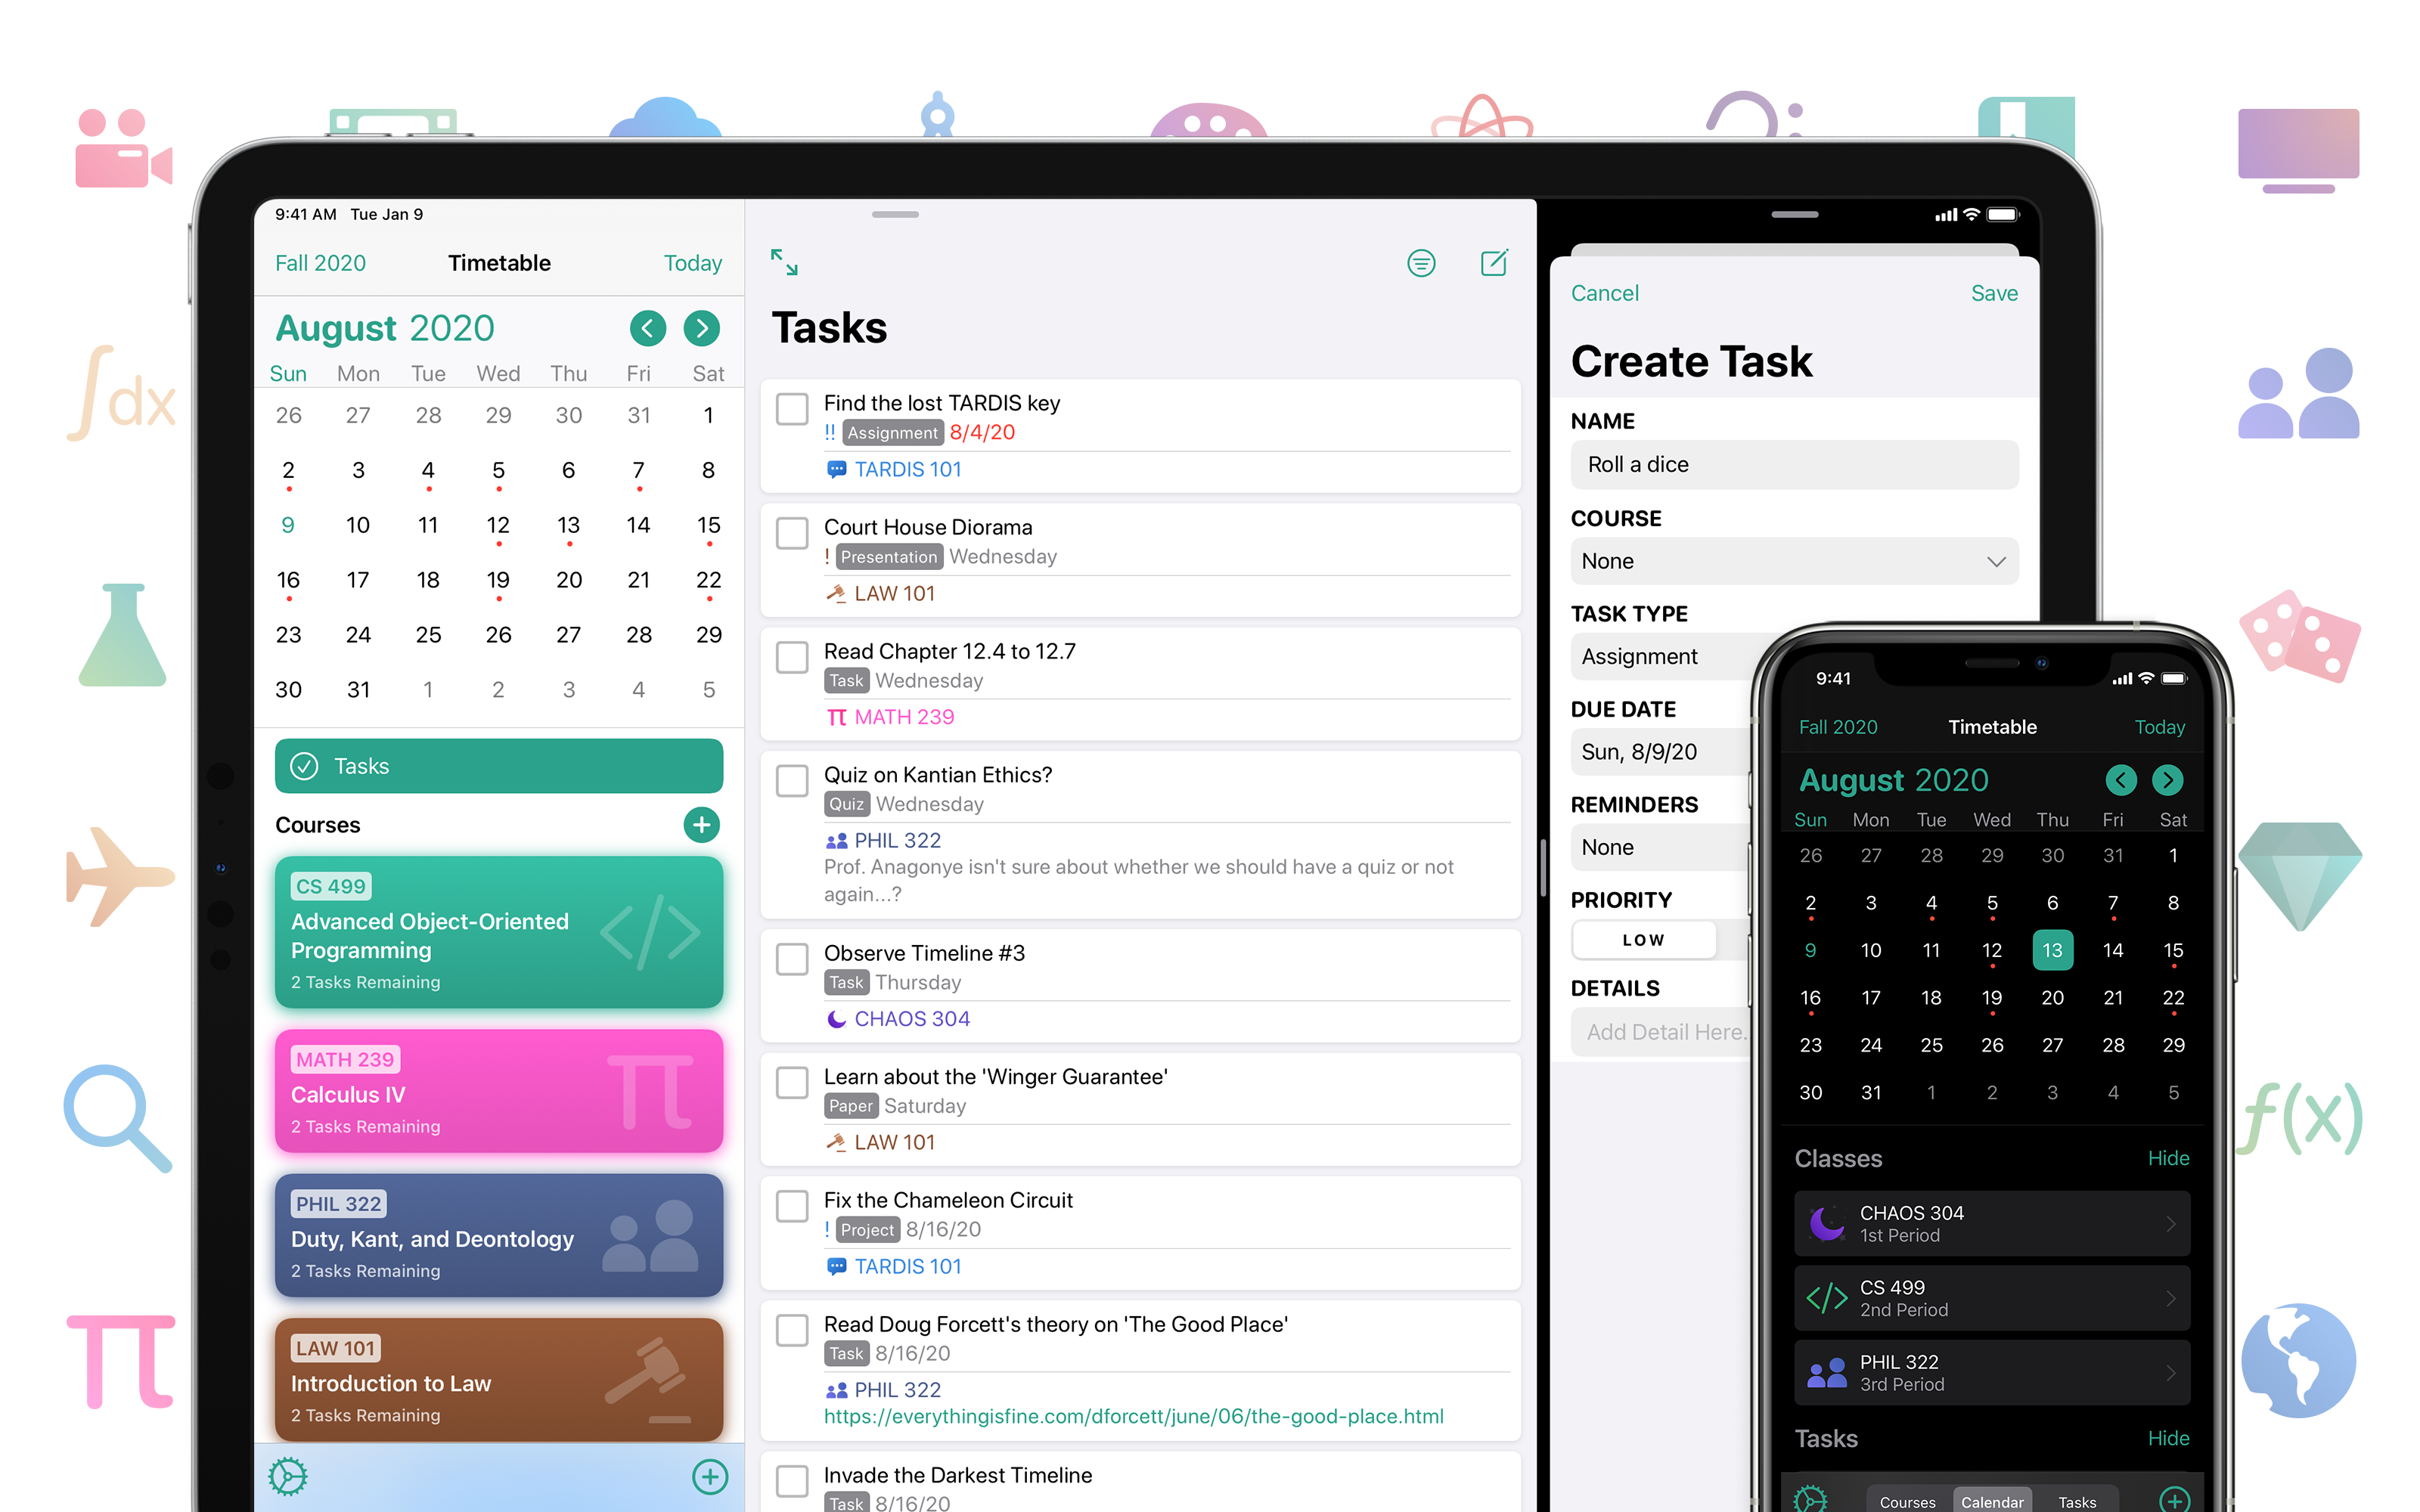 ∫dx
π
9:41 AM Tue Jan 9
Fall 2020 Timetable Today
August 2020
Sun Mon Tue Wed Thu Fri Sat
26 27 28 29 30 31 1
2 3 4 5 6 7 8
9 10 11 12 13 14 15
16 17 18 19 20 21 22
23 24 25 26 27 28 29
30 31 1 2 3 4 5
Tasks
Courses
CS 499
</>
Advanced Object-Oriented
Programming
2 Tasks Remaining
MATH 239
π
Calculus IV
2 Tasks Remaining
PHIL 322
Duty, Kant, and Deontology
2 Tasks Remaining
LAW 101
Introduction to Law
2 Tasks Remaining
Tasks
Find the lost TARDIS key
!! Assignment 8/4/20
TARDIS 101
Court House Diorama
! Presentation Wednesday
LAW 101
Read Chapter 12.4 to 12.7
Task Wednesday
π MATH 239
Quiz on Kantian Ethics?
Quiz Wednesday
PHIL 322
Prof. Anagonye isn't sure about whether we should have a quiz or not
again...?
Observe Timeline #3
Task Thursday
CHAOS 304
Learn about the 'Winger Guarantee'
Paper Saturday
LAW 101
Fix the Chameleon Circuit
! Project 8/16/20
TARDIS 101
Read Doug Forcett's theory on 'The Good Place'
Task 8/16/20
PHIL 322
https://everythingisfine.com/dforcett/june/06/the-good-place.html
Invade the Darkest Timeline
Task 8/16/20
Cancel Save
Create Task
NAME
Roll a dice
COURSE
None
TASK TYPE
Assignment
DUE DATE
Sun, 8/9/20
REMINDERS
None
PRIORITY
LOW
DETAILS
Add Detail Here.
9:41
Fall 2020 Timetable Today
August 2020
Sun Mon Tue Wed Thu Fri Sat
26 27 28 29 30 31 1
2 3 4 5 6 7 8
9 10 11 12 13 14 15
16 17 18 19 20 21 22
23 24 25 26 27 28 29
30 31 1 2 3 4 5
Classes Hide
CHAOS 304
1st Period
</> CS 499
2nd Period
PHIL 322
3rd Period
Tasks Hide
Courses Calendar Tasks
f(x)